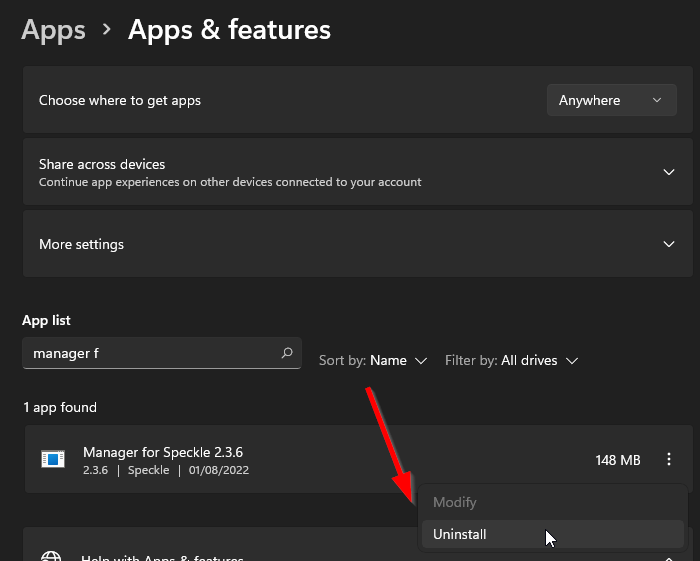 Apps > Apps & features
Choose where to get apps
Anywhere
Share across devices
Continue app experiences on other devices connected to your account
More settings
App list
manager f
Sort by: Name
Filter by: All drives
1 app found
Manager for Speckle 2.3.6
2.3.6 | Speckle | 01/08/2022
148 MB
Modify
Uninstall
Help with Apps & features